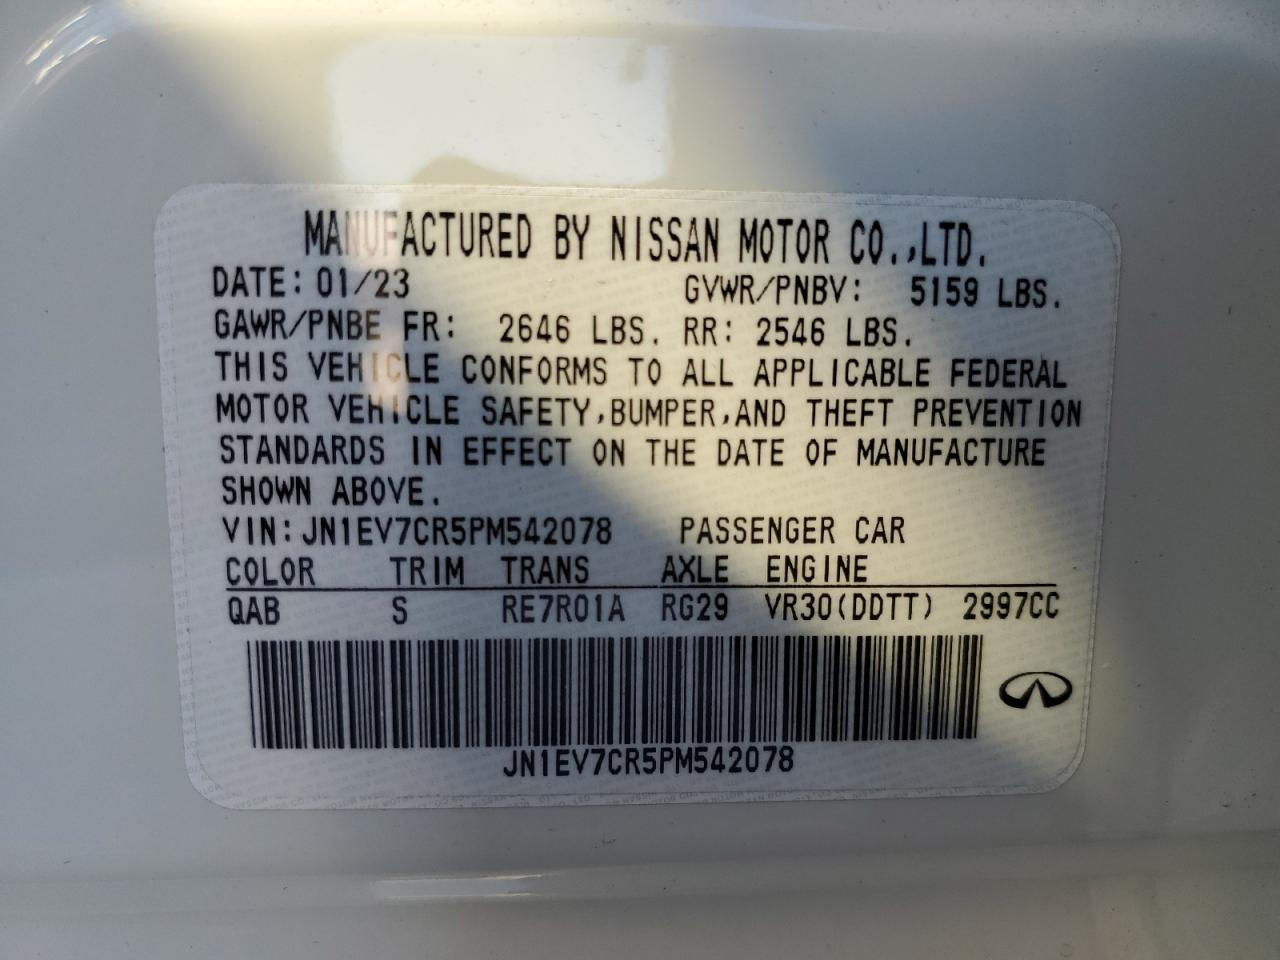 MANUFACTURED BY NISSAN MOTOR CO.,LTD.
DATE: 01/23 GVWR/PNBV: 5159 LBS.
GAWR/PNBE FR: 2646 LBS. RR: 2546 LBS.
THIS VEHICLE CONFORMS TO ALL APPLICABLE FEDERAL
MOTOR VEHICLE SAFETY,BUMPER,AND THEFT PREVENTION
STANDARDS IN EFFECT ON THE DATE OF MANUFACTURE
SHOWN ABOVE.
VIN:JN1EV7CR5PM542078 PASSENGER CAR
COLOR TRIM TRANS AXLE ENGINE
QAB S RE7R01A RG29 VR30(DDTT) 2997CC
JN1EV7CR5PM542078